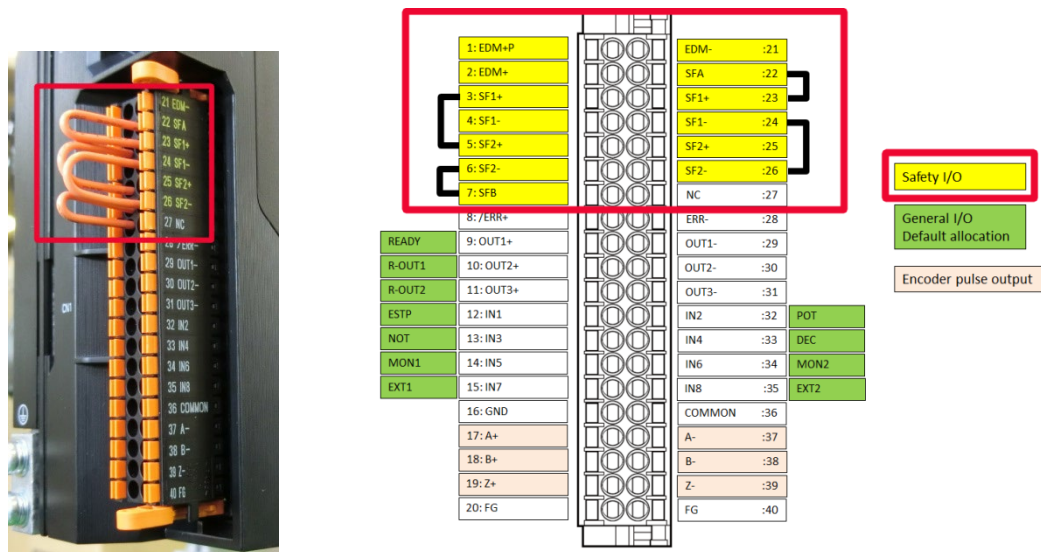 21 EDM-
22 SFA
23 SF1+
24 SF1-
25 SF2+
26 SF2-
27 NC
28 /ERR-
29 OUT1-
30 OUT2-
31 OUT3-
32 IN2
33 IN4
34 IN6
35 IN8
36 COMMON
37 A-
38 B-
39 Z-
40 FG
CN1
1: EDM+P
2: EDM+
3: SF1+
4: SF1-
5: SF2+
6: SF2-
7: SFB
8: /ERR+
READY 9: OUT1+
R-OUT1 10: OUT2+
R-OUT2 11: OUT3+
ESTP 12: IN1
NOT 13: IN3
MON1 14: IN5
EXT1 15: IN7
16: GND
17: A+
18: B+
19: Z+
20: FG
EDM- :21
SFA :22
SF1+ :23
SF1- :24
SF2+ :25
SF2- :26
NC :27
ERR- :28
OUT1- :29
OUT2- :30
OUT3- :31
IN2 :32 POT
IN4 :33 DEC
IN6 :34 MON2
IN8 :35 EXT2
COMMON :36
A- :37
B- :38
Z- :39
FG :40
Safety I/O
General I/O
Default allocation
Encoder pulse output